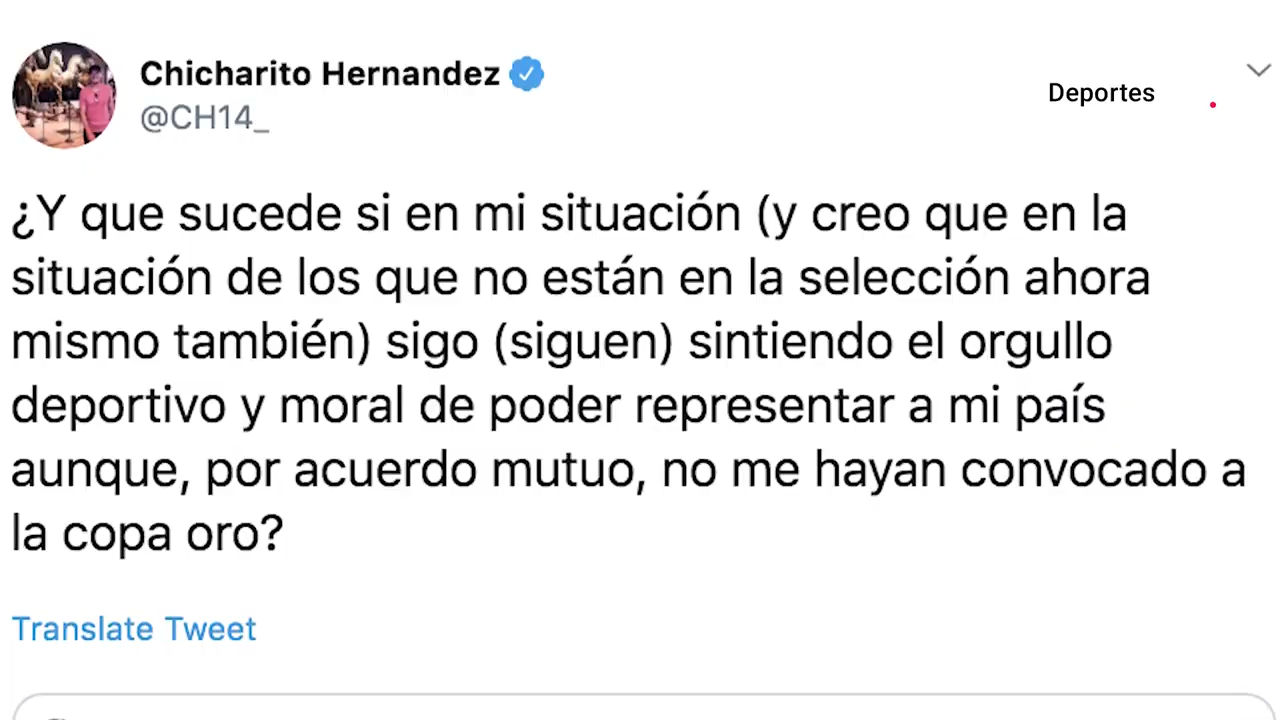 Chicharito Hernandez
@CH14_
Deportes
¿Y que sucede si en mi situación (y creo que en la
situación de los que no están en la selección ahora
mismo también) sigo (siguen) sintiendo el orgullo
deportivo y moral de poder representar a mi país
aunque, por acuerdo mutuo, no me hayan convocado a
la copa oro?
Translate Tweet